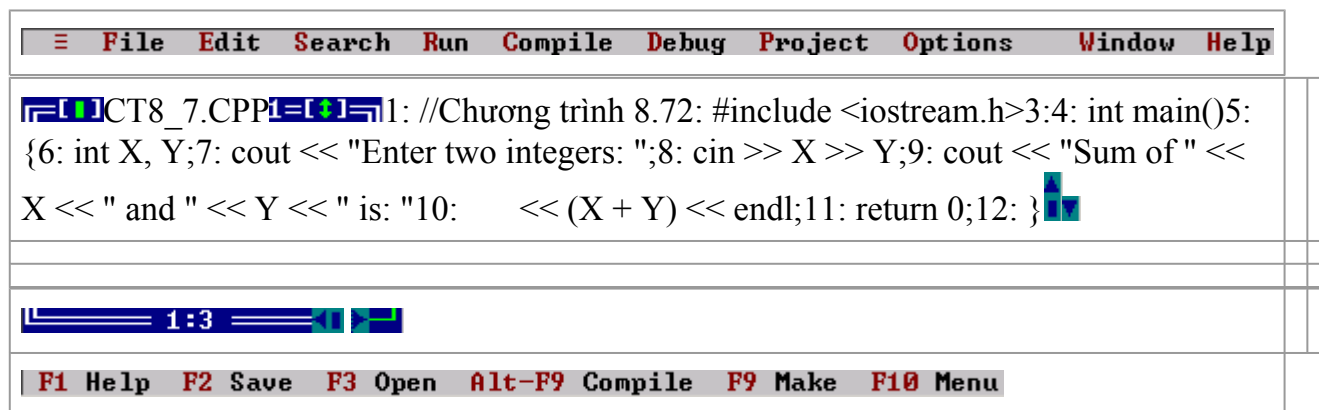 ≡ File Edit Search Run Compile Debug Project Options Window Help
╔=[▮]CT8_7.CPP1=[↕]=╗1: //Chương trình 8.72: #include <iostream.h>3:4: int main()5:
{6: int X, Y;7: cout << "Enter two integers: ";8: cin >> X >> Y;9: cout << "Sum of " <<
X << " and " << Y << " is: "10: << (X + Y) << endl;11: return 0;12: }
1:3
F1 Help F2 Save F3 Open Alt-F9 Compile F9 Make F10 Menu